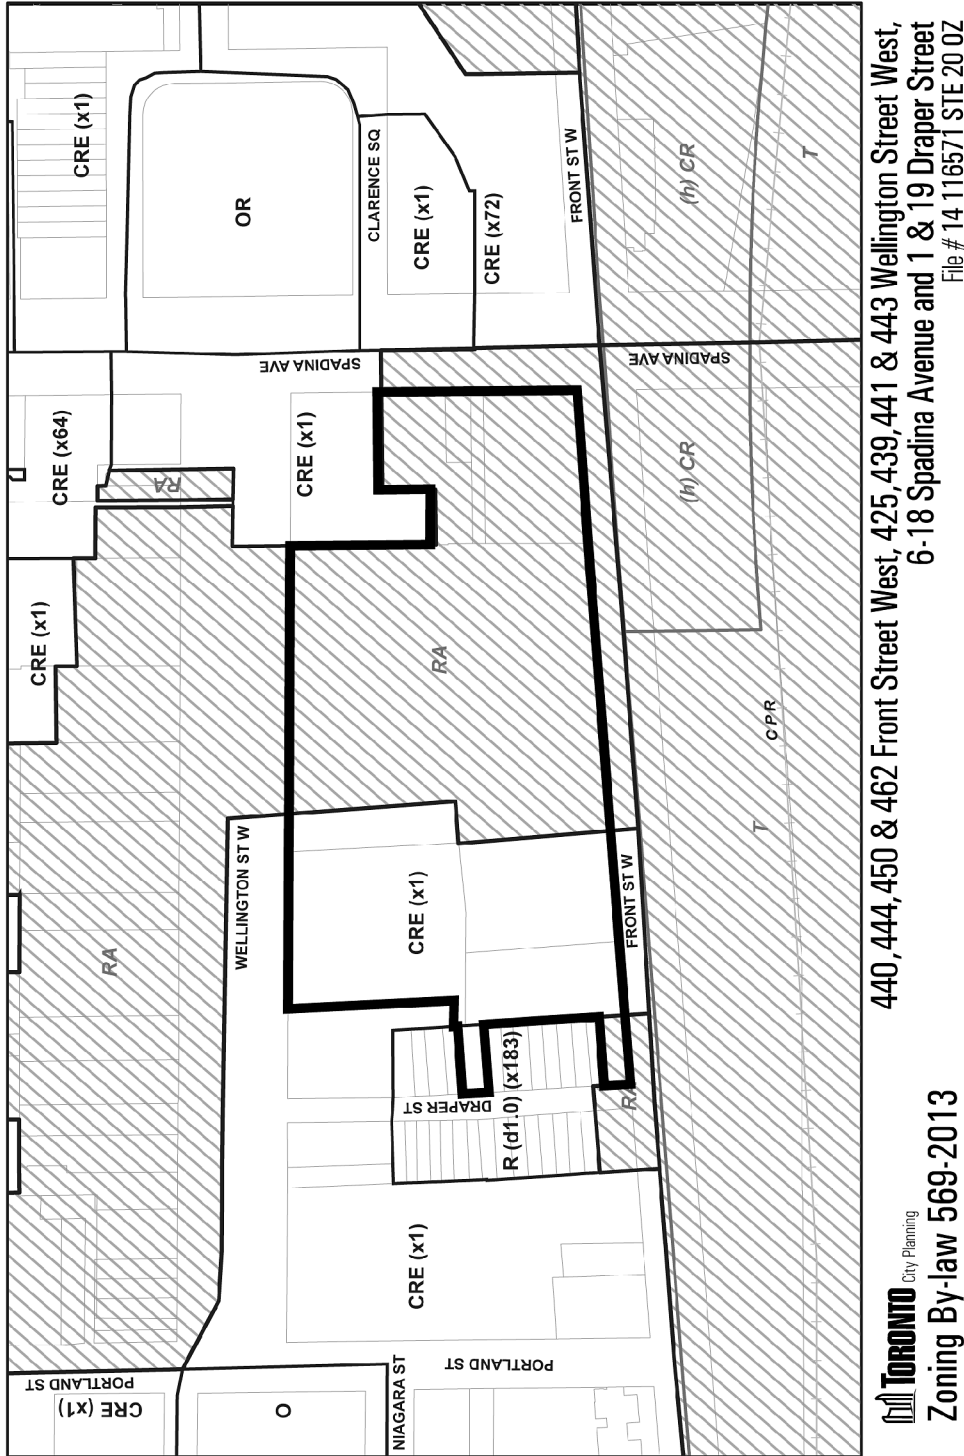 CRE (x1)
CRE (x64)
CRE (x1)
PORTLAND ST
CRE (x1)
RA
RA
WELLINGTON ST W
OR
O
CRE (x1)
SPADINA AVE
CLARENCE SQ
NIAGARA ST
CRE (x1)
CRE (x1)
RA
CRE (x1)
DRAPER ST
CRE (x72)
PORTLAND ST
R (d1.0) (x183)
FRONT ST W
RA
FRONT ST W
SPADINA AVE
(h) CR
(h) CR
T
CPR
T
440, 444, 450 & 462 Front Street West, 425, 439, 441 & 443 Wellington Street West,
6-18 Spadina Avenue and 1 & 19 Draper Street
File # 14 116571 STE 20 OZ
TORONTO City Planning
Zoning By-law 569-2013